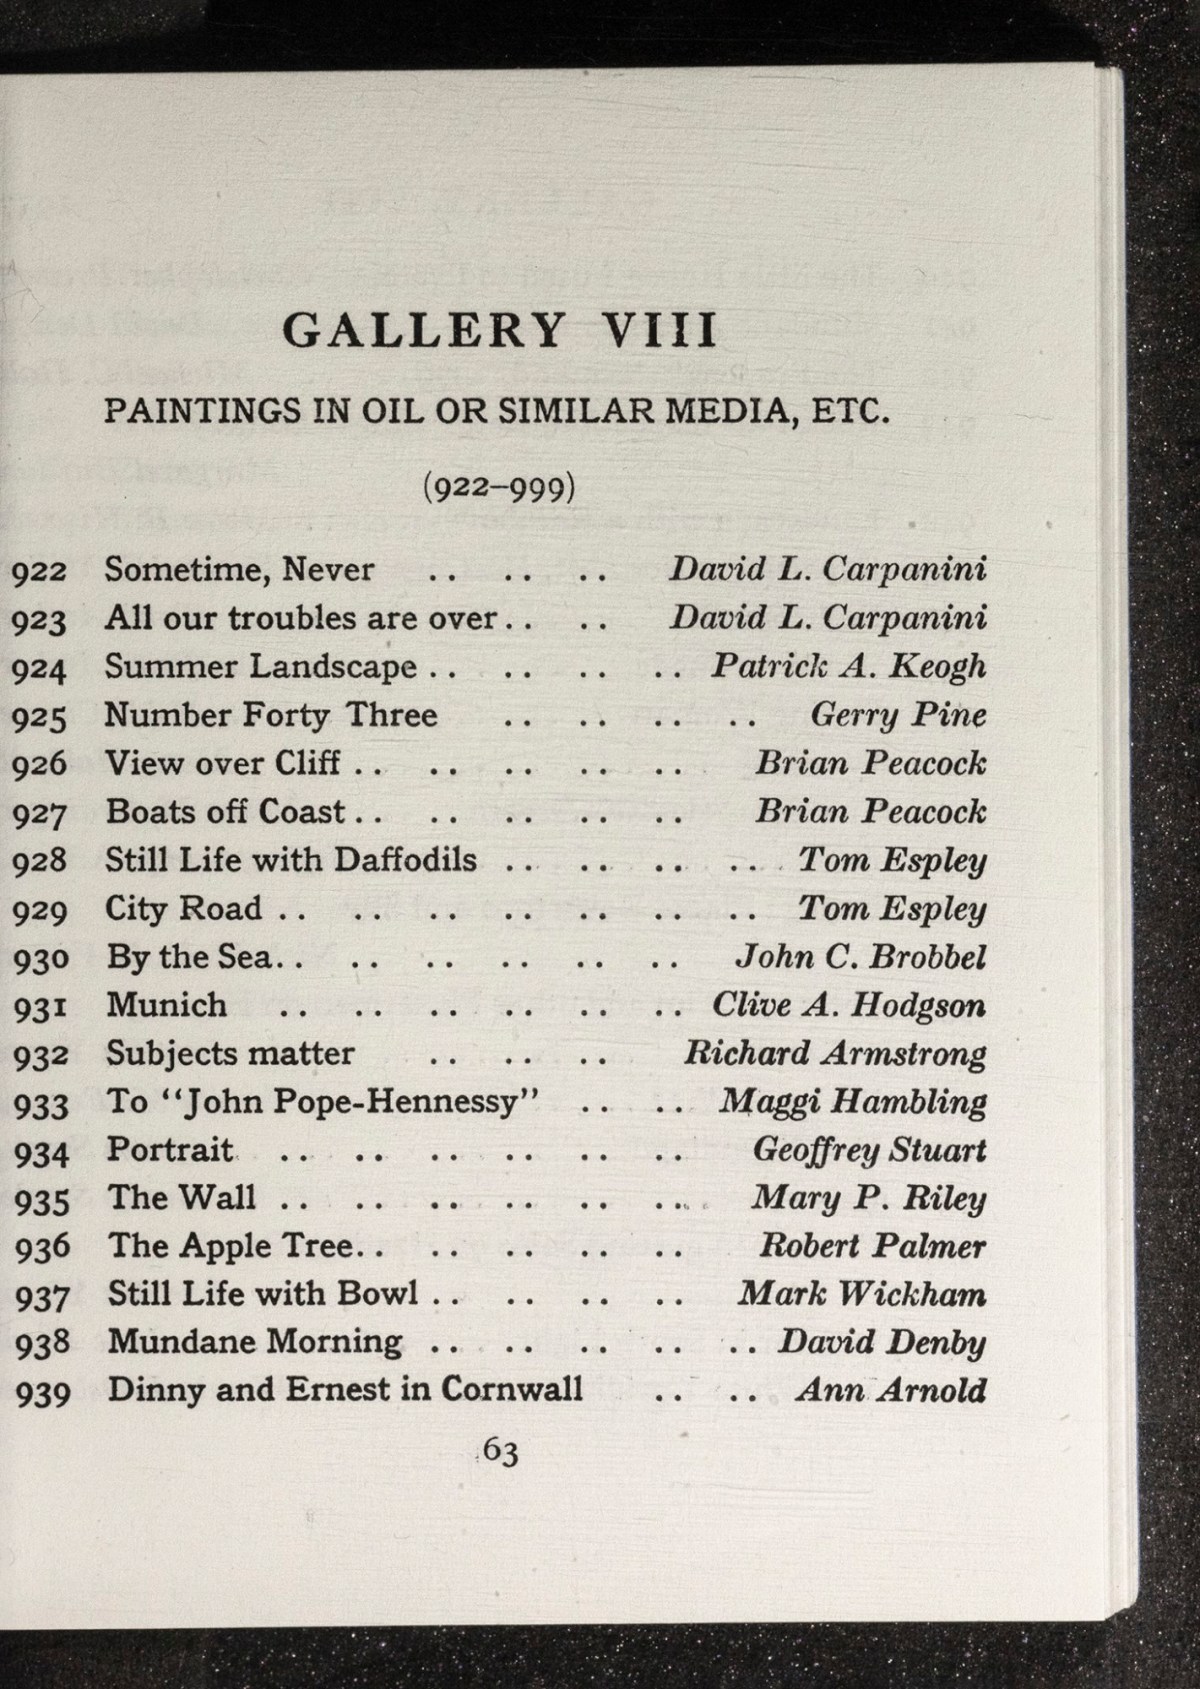 GALLERY VIII
PAINTINGS IN OIL OR SIMILAR MEDIA, ETC.
(922–999)
922 Sometime, Never .. .. .. David L. Carpanini
923 All our troubles are over .. .. David L. Carpanini
924 Summer Landscape .. .. .. .. Patrick A. Keogh
925 Number Forty Three .. .. .. .. Gerry Pine
926 View over Cliff .. .. .. .. .. Brian Peacock
927 Boats off Coast .. .. .. .. .. Brian Peacock
928 Still Life with Daffodils .. .. .. .. Tom Espley
929 City Road .. .. .. .. .. .. .. Tom Espley
930 By the Sea .. .. .. .. .. .. John C. Brobbel
931 Munich .. .. .. .. .. .. Clive A. Hodgson
932 Subjects matter .. .. .. Richard Armstrong
933 To “John Pope-Hennessy” .. .. Maggi Hambling
934 Portrait .. .. .. .. .. .. Geoffrey Stuart
935 The Wall .. .. .. .. .. .. Mary P. Riley
936 The Apple Tree .. .. .. .. .. Robert Palmer
937 Still Life with Bowl .. .. .. .. Mark Wickham
938 Mundane Morning .. .. .. .. .. David Denby
939 Dinny and Ernest in Cornwall .. .. Ann Arnold
63